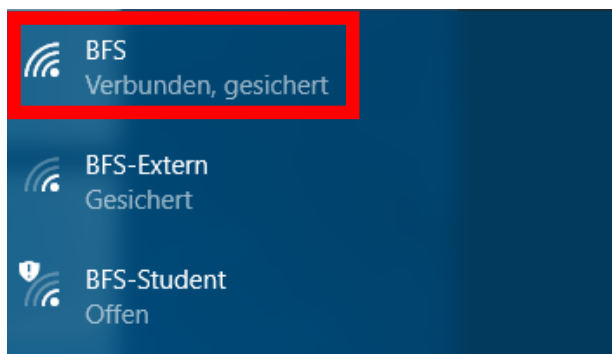 BFS
Verbunden, gesichert
BFS-Extern
Gesichert
BFS-Student
Offen